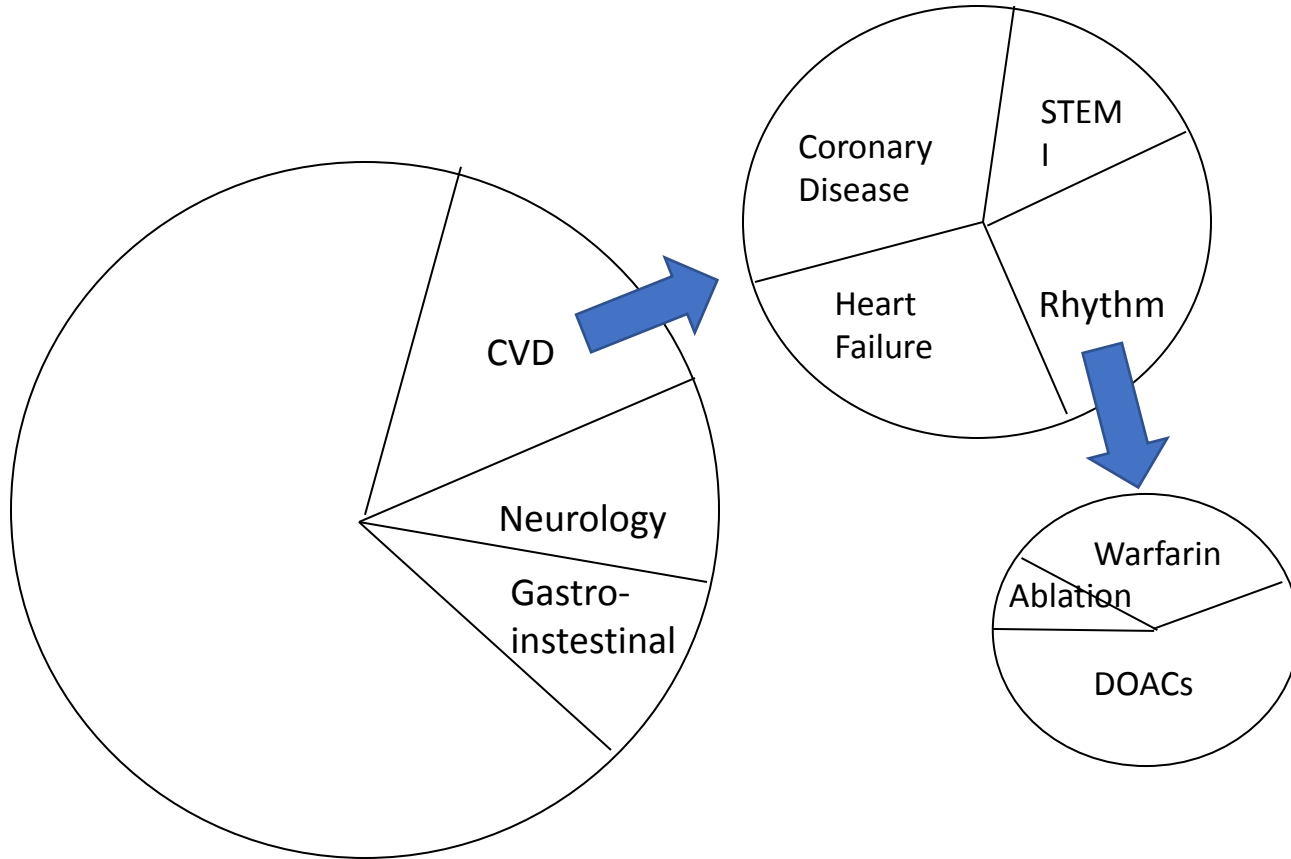 CVD
Neurology
Gastro-
instestinal
Coronary
Disease
STEM
I
Heart
Failure
Rhythm
Warfarin
Ablation
DOACs